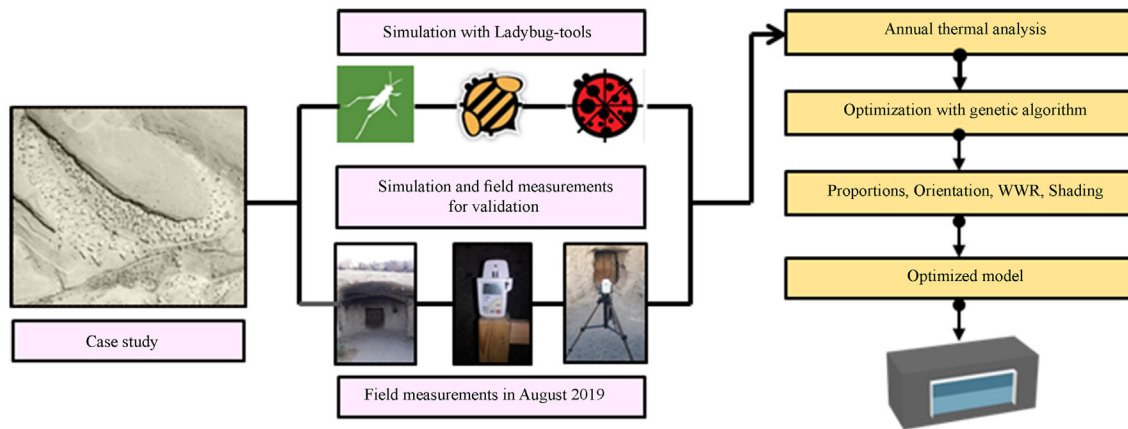 Case study
Simulation with Ladybug-tools
Simulation and field measurements
for validation
Field measurements in August 2019
Annual thermal analysis
Optimization with genetic algorithm
Proportions, Orientation, WWR, Shading
Optimized model